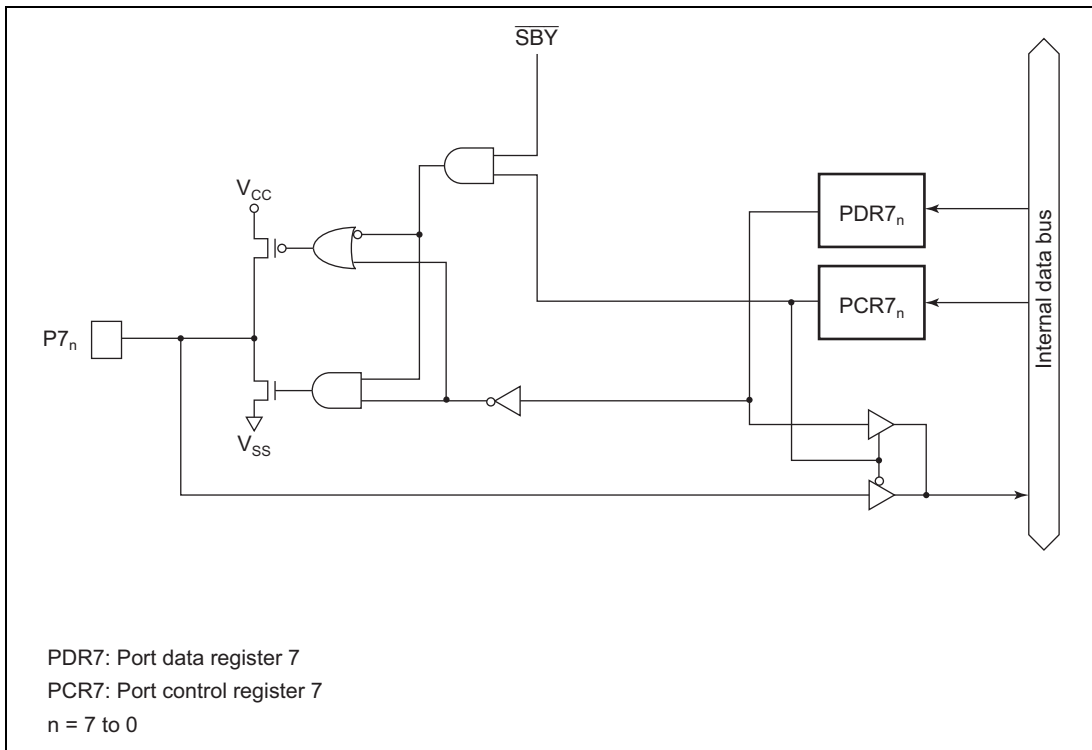 SBY
PDR7n
VCC
PCR7n
Internal data bus
P7n
VSS
PDR7: Port data register 7
PCR7: Port control register 7
n = 7 to 0